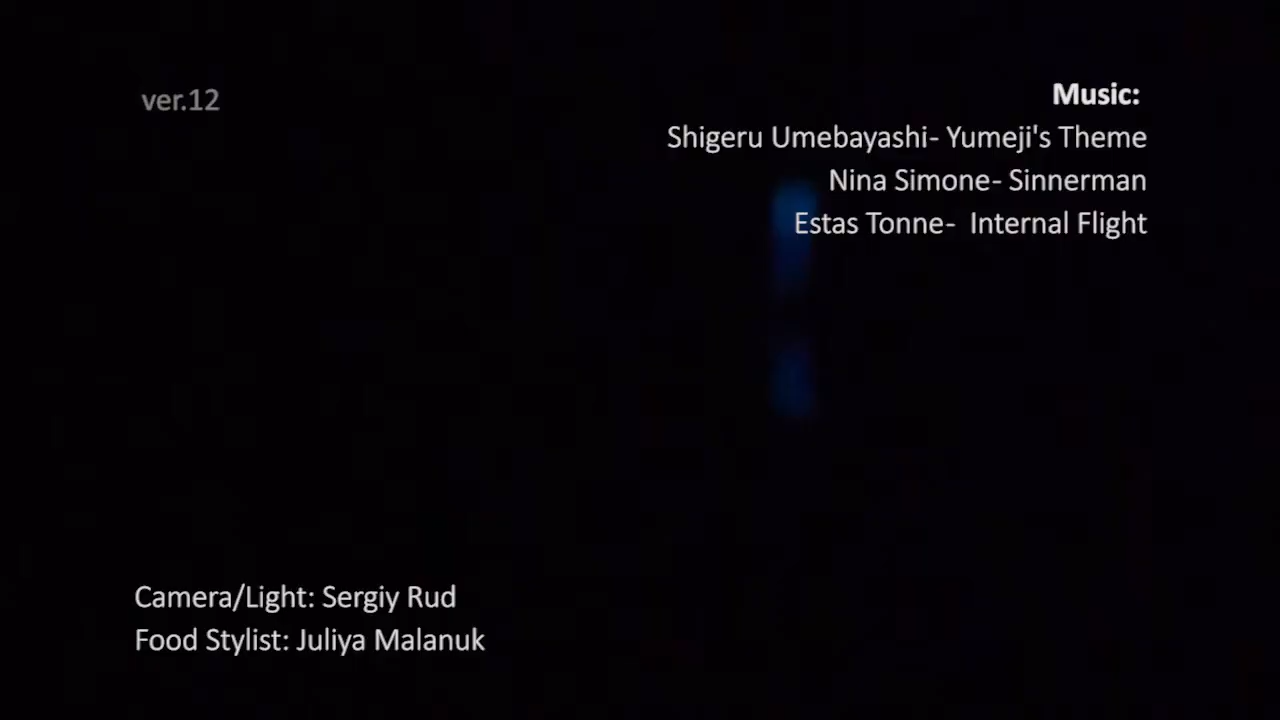 ver.12
Music:
Shigeru Umebayashi- Yumeji's Theme
Nina Simone- Sinnerman
Estas Tonne-  Internal Flight
Camera/Light: Sergiy Rud
Food Stylist: Juliya Malanuk